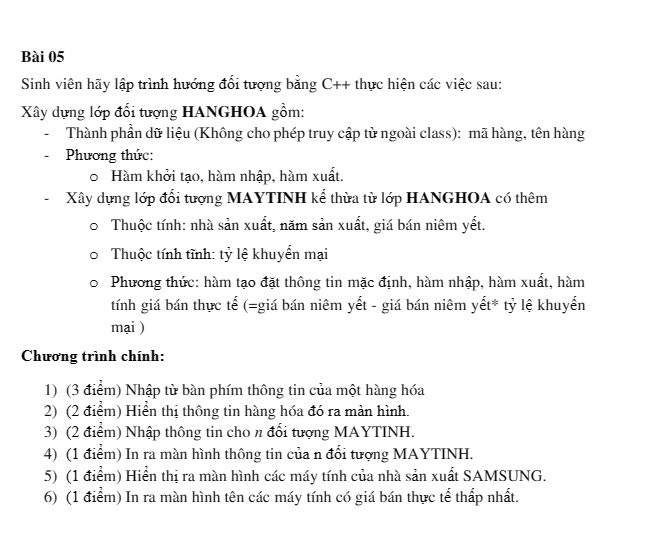 Bài 05
Sinh viên hãy lập trình hướng đối tượng bằng C++ thực hiện các việc sau:
Xây dựng lớp đối tượng HANGHOA gồm:
- Thành phần dữ liệu (Không cho phép truy cập từ ngoài class): mã hàng, tên hàng
- Phương thức:
o Hàm khởi tạo, hàm nhập, hàm xuất.
- Xây dựng lớp đối tượng MAYTINH kế thừa từ lớp HANGHOA có thêm
o Thuộc tính: nhà sản xuất, năm sản xuất, giá bán niêm yết.
o Thuộc tính tĩnh: tỷ lệ khuyến mại
o Phương thức: hàm tạo đặt thông tin mặc định, hàm nhập, hàm xuất, hàm
tính giá bán thực tế (=giá bán niêm yết - giá bán niêm yết* tỷ lệ khuyến
mại )
Chương trình chính:
1) (3 điểm) Nhập từ bàn phím thông tin của một hàng hóa
2) (2 điểm) Hiển thị thông tin hàng hóa đó ra màn hình.
3) (2 điểm) Nhập thông tin cho n đối tượng MAYTINH.
4) (1 điểm) In ra màn hình thông tin của n đối tượng MAYTINH.
5) (1 điểm) Hiển thị ra màn hình các máy tính của nhà sản xuất SAMSUNG.
6) (1 điểm) In ra màn hình tên các máy tính có giá bán thực tế thấp nhất.